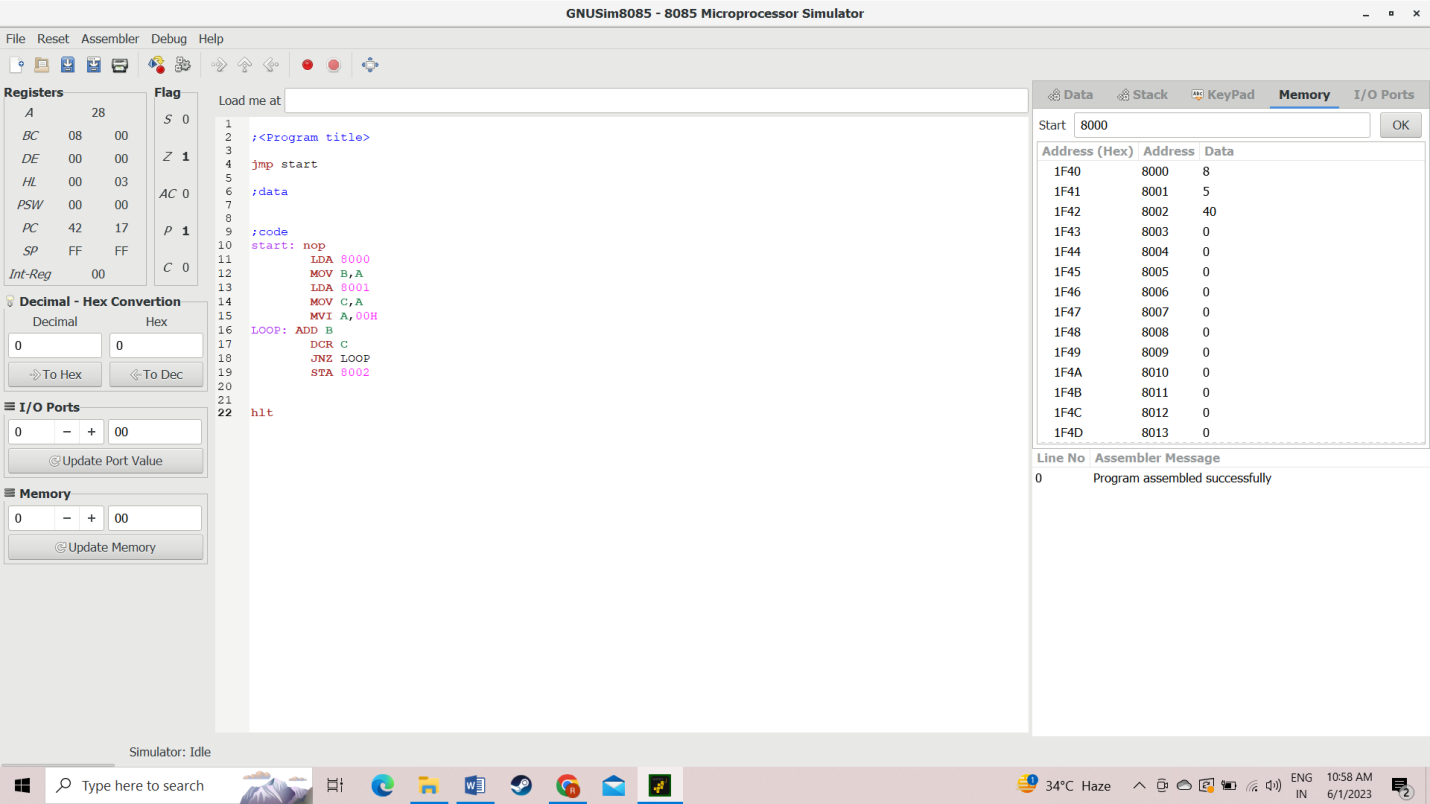 GNUSim8085 - 8085 Microprocessor Simulator
File Reset Assembler Debug Help
Registers
A 28
BC 08 00
DE 00 00
HL 00 03
PSW 00 00
PC 42 17
SP FF FF
Int-Reg 00
Flag
S 0
Z 1
AC 0
P 1
C 0
Decimal - Hex Convertion
Decimal Hex
0 0
To Hex To Dec
I/O Ports
0 − + 00
Update Port Value
Memory
0 − + 00
Update Memory
Load me at
1
2 ;<Program title>
3
4 jmp start
5
6 ;data
7
8
9 ;code
10 start: nop
11 LDA 8000
12 MOV B,A
13 LDA 8001
14 MOV C,A
15 MVI A,00H
16 LOOP: ADD B
17 DCR C
18 JNZ LOOP
19 STA 8002
20
21
22 hlt
Data Stack KeyPad Memory I/O Ports
Start 8000 OK
Address (Hex) Address Data
1F40 8000 8
1F41 8001 5
1F42 8002 40
1F43 8003 0
1F44 8004 0
1F45 8005 0
1F46 8006 0
1F47 8007 0
1F48 8008 0
1F49 8009 0
1F4A 8010 0
1F4B 8011 0
1F4C 8012 0
1F4D 8013 0
Line No Assembler Message
0 Program assembled successfully
Simulator: Idle
Type here to search
1
34°C Haze
ENG
IN
10:58 AM
6/1/2023
2